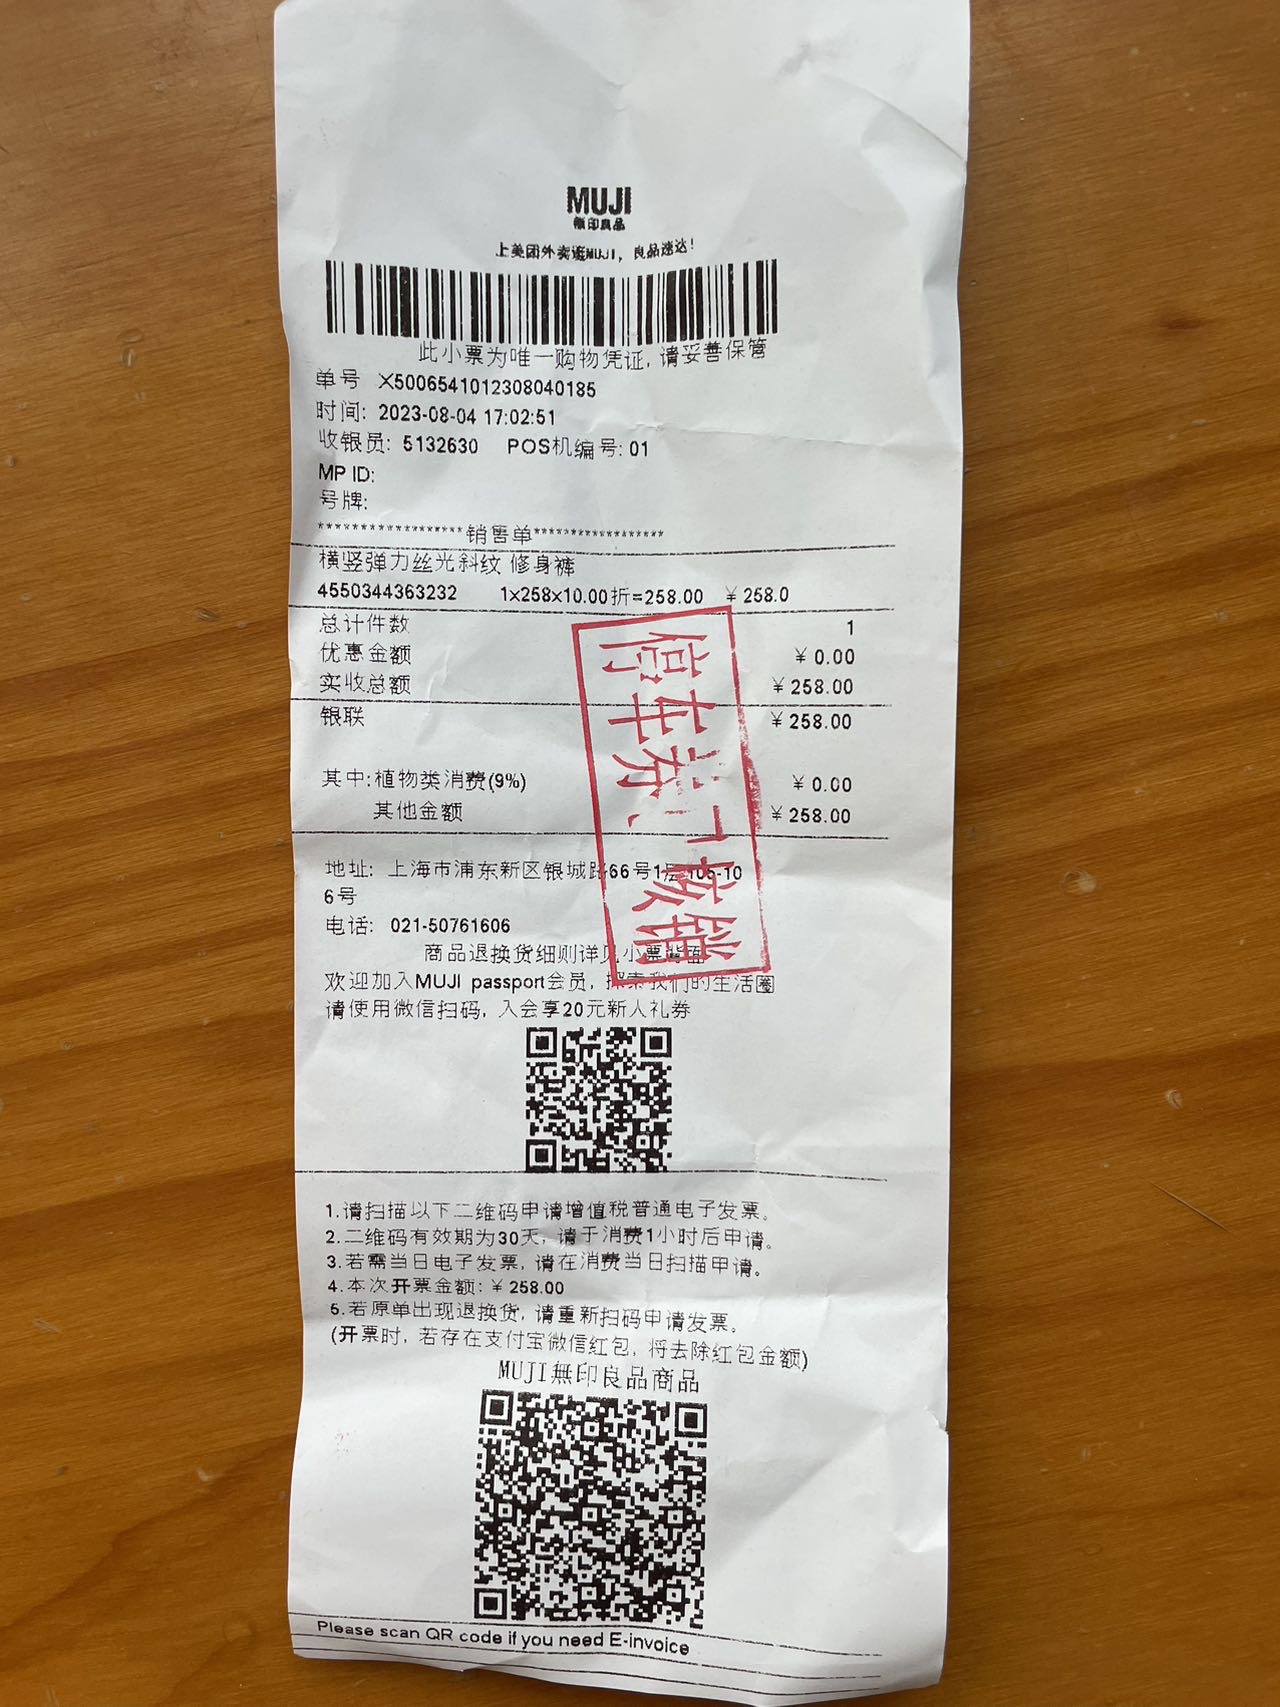 MUJI
無印良品
上美团外卖逛MUJI，良品速达！
此小票为唯一购物凭证, 请妥善保管
单号 X5006541012308040185
时间: 2023-08-04 17:02:51
收银员: 5132630 POS机编号: 01
MP ID:
号牌:
******************销售单****************
横竖弹力丝光斜纹 修身裤
4550344363232 1×258×10.00折=258.00 ￥258.0
总计件数 1
优惠金额 ￥0.00
实收总额 ￥258.00
银联 ￥258.00
其中:植物类消费(9%) ￥0.00
其他金额 ￥258.00
地址: 上海市浦东新区银城路66号1层105-10
6号
电话: 021-50761606
商品退换货细则详见小票背面
欢迎加入MUJI passport会员, 探索我们的生活圈
请使用微信扫码, 入会享20元新人礼券
停车券已核销
1.请扫描以下二维码申请增值税普通电子发票。
2.二维码有效期为30天, 请于消费1小时后申请。
3.若需当日电子发票, 请在消费当日扫描申请。
4.本次开票金额: ￥258.00
5.若原单出现退换货, 请重新扫码申请发票。
(开票时, 若存在支付宝微信红包, 将去除红包金额)
MUJI無印良品商品
Please scan QR code if you need E-invoice